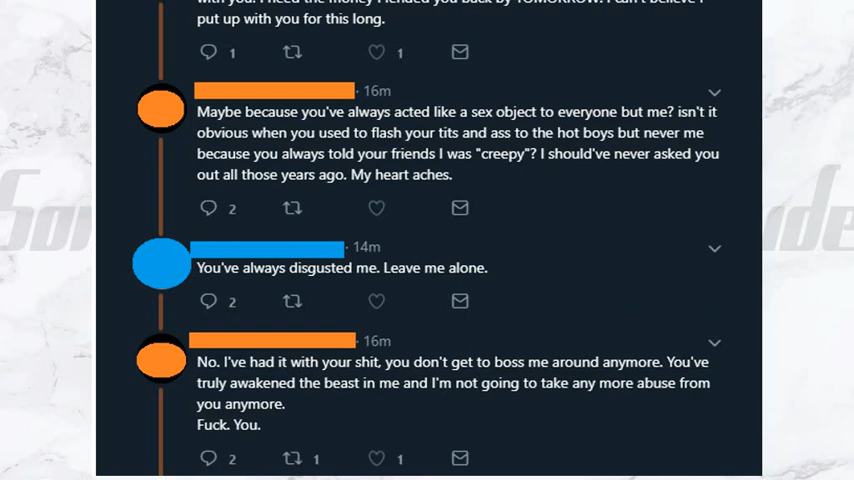 with you. I need the money I lended you back by TOMORROW. I can't believe I
put up with you for this long.
1
1
· 16m
Maybe because you've always acted like a sex object to everyone but me? isn't it
obvious when you used to flash your tits and ass to the hot boys but never me
because you always told your friends I was "creepy"? I should've never asked you
out all those years ago. My heart aches.
2
· 14m
You've always disgusted me. Leave me alone.
2
· 16m
No. I've had it with your shit, you don't get to boss me around anymore. You've
truly awakened the beast in me and I'm not going to take any more abuse from
you anymore.
Fuck. You.
2 1 1